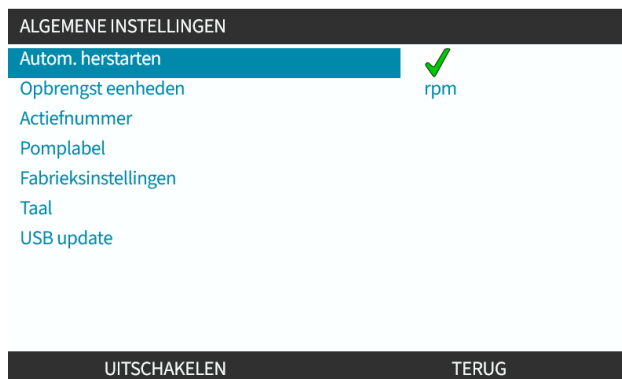 ALGEMENE INSTELLINGEN
Autom. herstarten
Opbrengst eenheden rpm
Actiefnummer
Pomplabel
Fabrieksinstellingen
Taal
USB update
UITSCHAKELEN TERUG